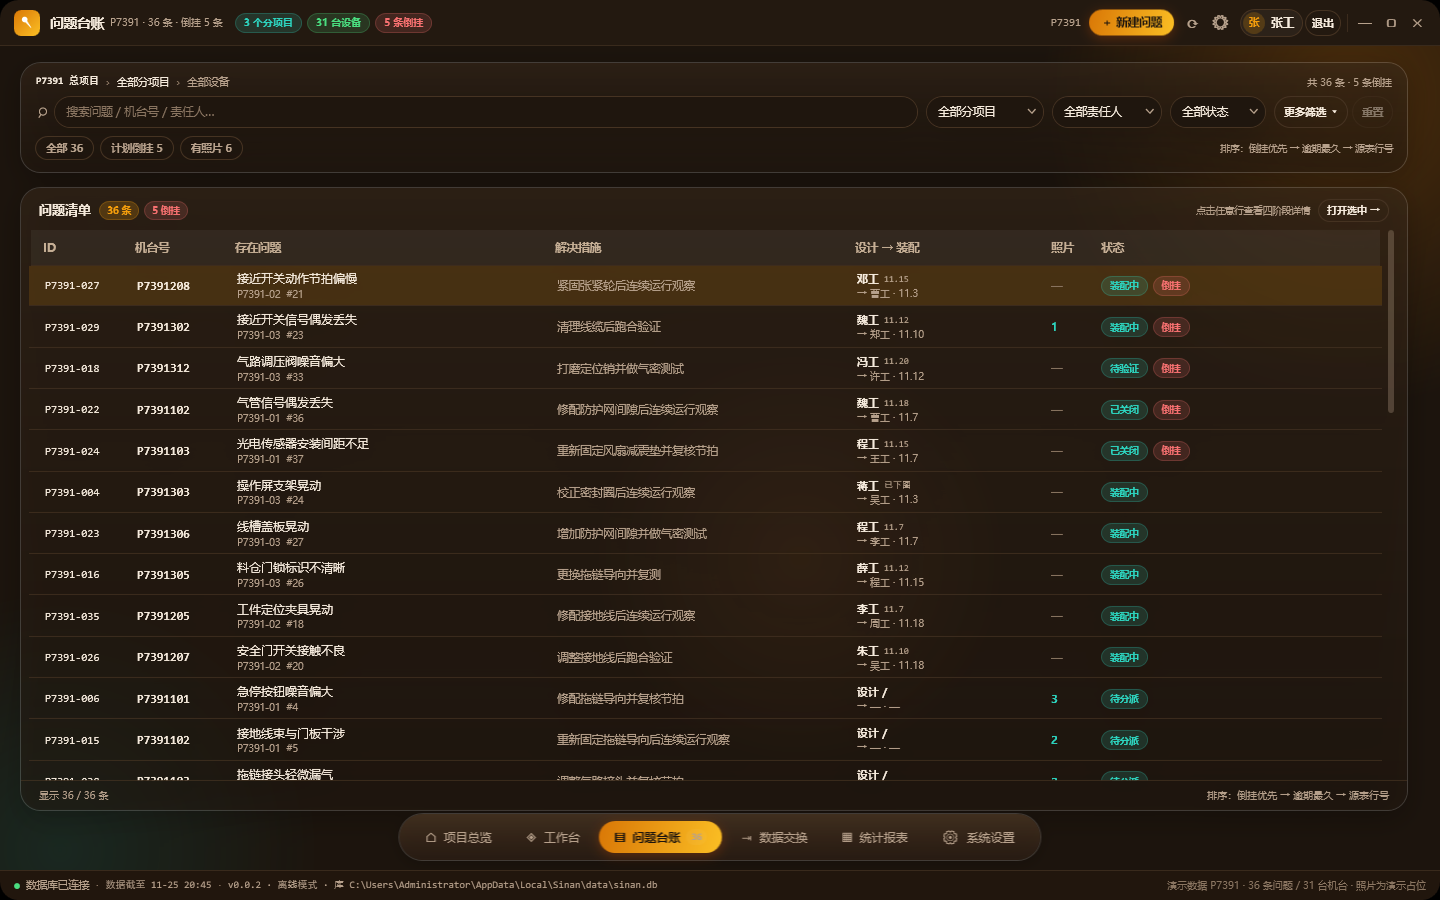 问题台账 P7391 · 36 条 · 倒挂 5 条 3 个分项目 31 台设备 5 条倒挂 P7391 + 新建问题 张 张工 退出
P7391 总项目 › 全部分项目 › 全部设备 共 36 条 · 5 条倒挂
搜索问题 / 机台号 / 责任人... 全部分项目 全部责任人 全部状态 更多筛选 重置
全部 36 计划倒挂 5 有照片 6 排序：倒挂优先 → 逾期最久 → 源表行号
问题清单 36 条 5 倒挂 点击任意行查看四阶段详情 打开选中 →
ID 机台号 存在问题 解决措施 设计 → 装配 照片 状态
P7391-027 P7391208 接近开关动作节拍偏慢 紧固张紧轮后连续运行观察 邓工 11.15 — 装配中 倒挂
P7391-02 #21 → 曹工 · 11.3
P7391-029 P7391302 接近开关信号偶发丢失 清理线缆后跑合验证 魏工 11.12 1 装配中 倒挂
P7391-03 #23 → 郑工 · 11.10
P7391-018 P7391312 气路调压阀噪音偏大 打磨定位销并做气密测试 冯工 11.20 — 待验证 倒挂
P7391-03 #33 → 许工 · 11.12
P7391-022 P7391102 气管信号偶发丢失 修配防护网间隙后连续运行观察 魏工 11.18 — 已关闭 倒挂
P7391-01 #36 → 曹工 · 11.7
P7391-024 P7391103 光电传感器安装间距不足 重新固定风扇减震垫并复核节拍 程工 11.15 — 已关闭 倒挂
P7391-01 #37 → 王工 · 11.7
P7391-004 P7391303 操作屏支架晃动 校正密封圈后连续运行观察 蒋工 已下图 — 装配中
P7391-03 #24 → 吴工 · 11.3
P7391-023 P7391306 线槽盖板晃动 增加防护网间隙并做气密测试 程工 11.7 — 装配中
P7391-03 #27 → 李工 · 11.7
P7391-016 P7391305 料仓门锁标识不清晰 更换拖链导向并复测 薛工 11.12 — 装配中
P7391-03 #26 → 程工 · 11.15
P7391-035 P7391205 工件定位夹具晃动 修配接地线后连续运行观察 李工 11.7 — 装配中
P7391-02 #18 → 周工 · 11.18
P7391-026 P7391207 安全门开关接触不良 调整接地线后跑合验证 朱工 11.10 — 装配中
P7391-02 #20 → 吴工 · 11.18
P7391-006 P7391101 急停按钮噪音偏大 修配拖链导向并复核节拍 设计 / 3 待分派
P7391-01 #4 → — · —
P7391-015 P7391102 接地线束与门板干涉 重新固定拖链导向后连续运行观察 设计 / 2 待分派
P7391-01 #5 → — · —
拖链接头轻微漏气 设计 /
显示 36 / 36 条 排序：倒挂优先 → 逾期最久 → 源表行号
项目总览 工作台 问题台账 数据交换 统计报表 系统设置
数据库已连接 · 数据截至 11-25 20:45 · v0.0.2 · 离线模式 · 库 C:\Users\Administrator\AppData\Local\Sinan\data\sinan.db 演示数据 P7391 · 36 条问题 / 31 台机台 · 照片为演示占位